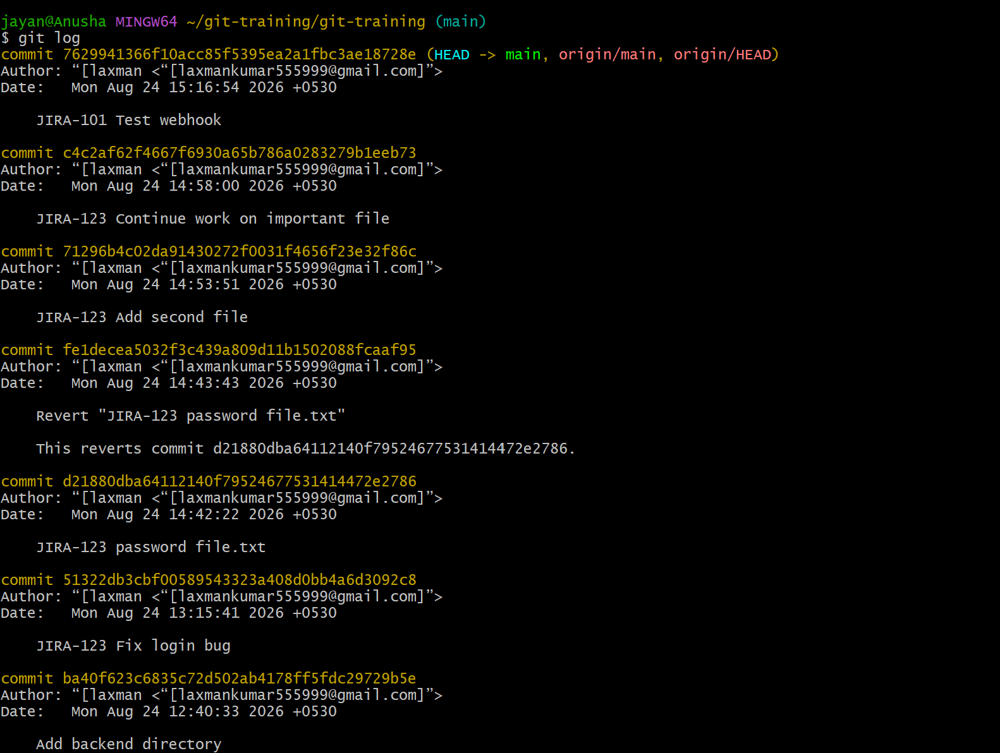 jayan@Anusha MINGW64 ~/git-training/git-training (main)
$ git log
commit 7629941366f10acc85f5395ea2a1fbc3ae18728e (HEAD -> main, origin/main, origin/HEAD)
Author: “[laxman <“[laxmankumar555999@gmail.com]”>
Date:   Mon Aug 24 15:16:54 2026 +0530

    JIRA-101 Test webhook

commit c4c2af62f4667f6930a65b786a0283279b1eeb73
Author: “[laxman <“[laxmankumar555999@gmail.com]”>
Date:   Mon Aug 24 14:58:00 2026 +0530

    JIRA-123 Continue work on important file

commit 71296b4c02da91430272f0031f4656f23e32f86c
Author: “[laxman <“[laxmankumar555999@gmail.com]”>
Date:   Mon Aug 24 14:53:51 2026 +0530

    JIRA-123 Add second file

commit fe1decea5032f3c439a809d11b1502088fcaaf95
Author: “[laxman <“[laxmankumar555999@gmail.com]”>
Date:   Mon Aug 24 14:43:43 2026 +0530

    Revert "JIRA-123 password file.txt"

    This reverts commit d21880dba64112140f79524677531414472e2786.

commit d21880dba64112140f79524677531414472e2786
Author: “[laxman <“[laxmankumar555999@gmail.com]”>
Date:   Mon Aug 24 14:42:22 2026 +0530

    JIRA-123 password file.txt

commit 51322db3cbf00589543323a408d0bb4a6d3092c8
Author: “[laxman <“[laxmankumar555999@gmail.com]”>
Date:   Mon Aug 24 13:15:41 2026 +0530

    JIRA-123 Fix login bug

commit ba40f623c6835c72d502ab4178ff5fdc29729b5e
Author: “[laxman <“[laxmankumar555999@gmail.com]”>
Date:   Mon Aug 24 12:40:33 2026 +0530

    Add backend directory